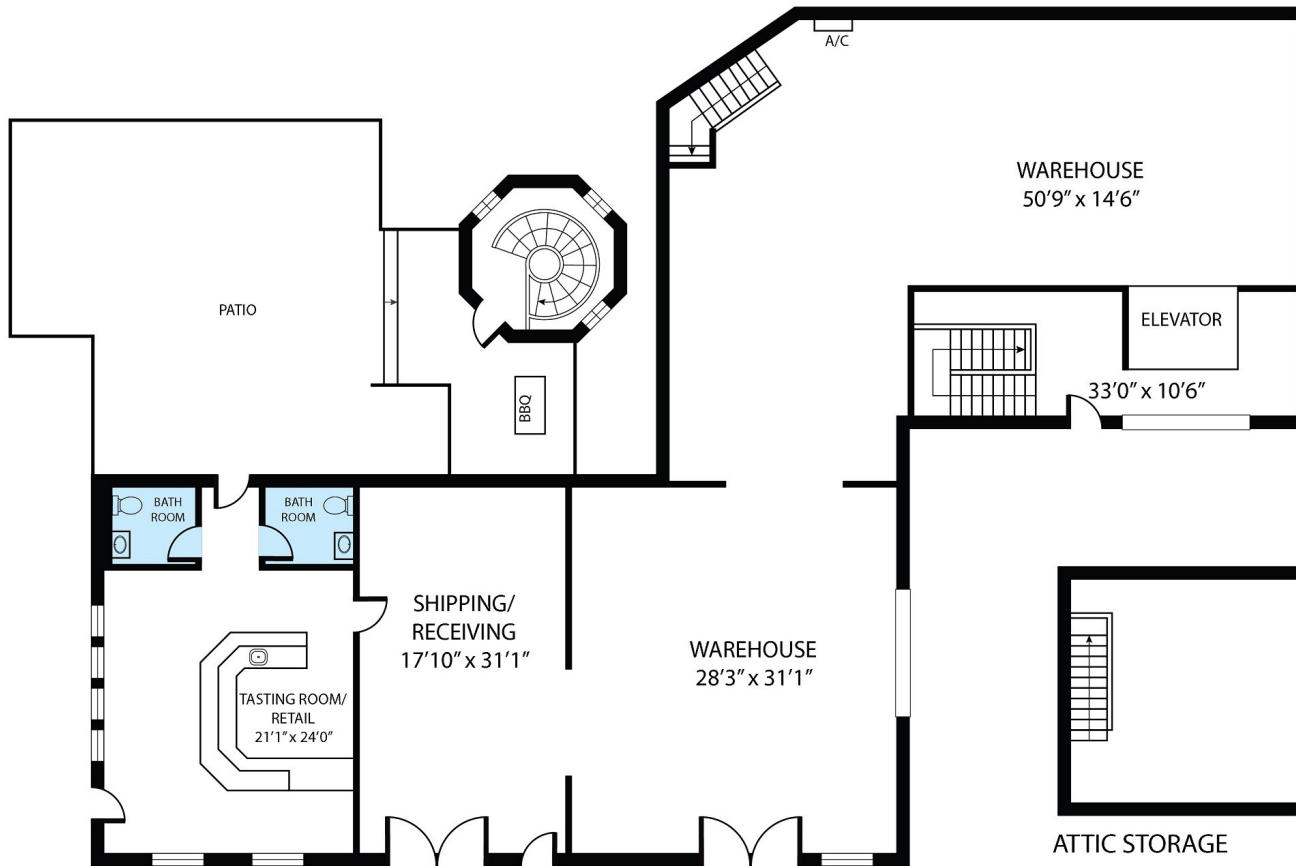 A/C
WAREHOUSE
50'9" x 14'6"
PATIO
ELEVATOR
33'0" x 10'6"
BBQ
BATH
ROOM
BATH
ROOM
SHIPPING/
RECEIVING
17'10" x 31'1"
WAREHOUSE
28'3" x 31'1"
TASTING ROOM/
RETAIL
21'1" x 24'0"
ATTIC STORAGE